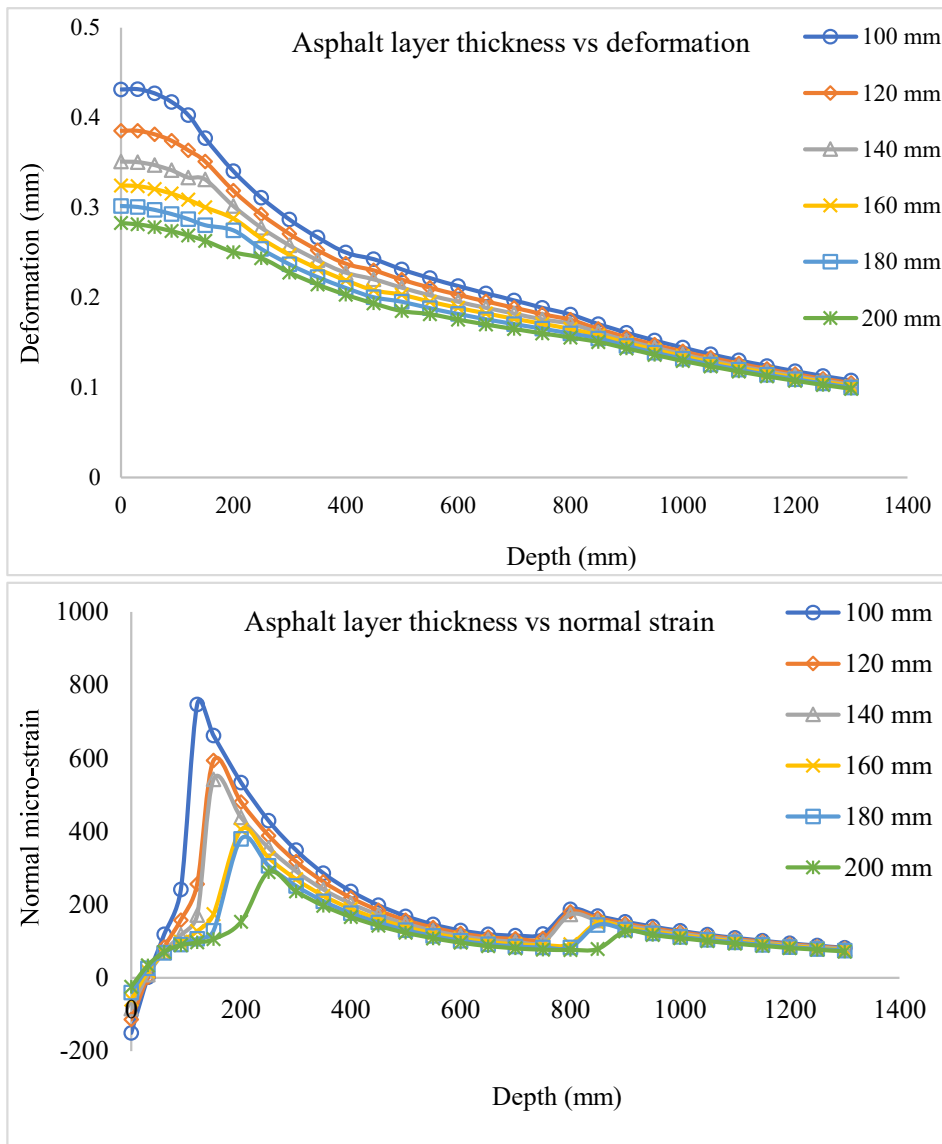 Asphalt layer thickness vs deformation
0.5
0.4
0.3
0.2
0.1
0
Deformation (mm)
0 200 400 600 800 1000 1200 1400
Depth (mm)
100 mm
120 mm
140 mm
160 mm
180 mm
200 mm
Asphalt layer thickness vs normal strain
1000
800
600
400
200
0
-200
Normal micro-strain
0 200 400 600 800 1000 1200 1400
Depth (mm)
100 mm
120 mm
140 mm
160 mm
180 mm
200 mm